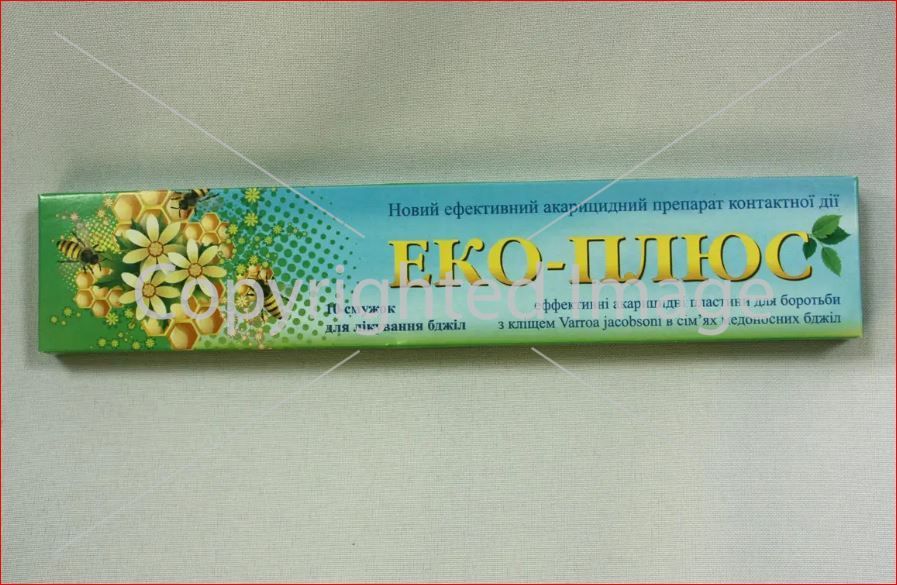 Новий ефективний акарицидний препарат контактної дії
ЕКО-ПЛЮС
10 смужок
для лікування бджіл
еффективні акарицидні пластини для боротьби
з кліщем Varroa jacobsoni в сім'ях медоносних бджіл
Copyrighted Image